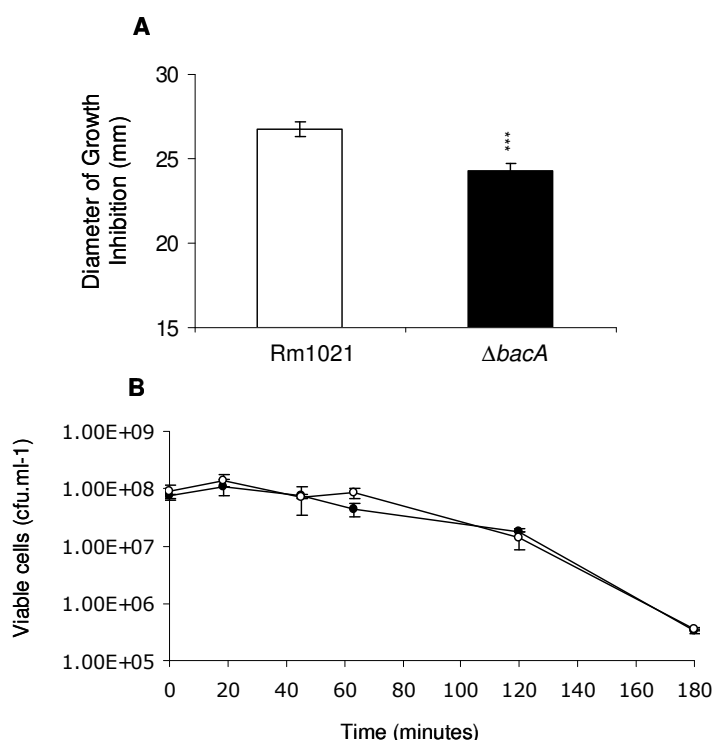 A
Diameter of Growth
Inhibition (mm)
30
25
20
15
***
Rm1021
ΔbacA
B
Viable cells (cfu.ml-1)
1.00E+09
1.00E+08
1.00E+07
1.00E+06
1.00E+05
0 20 40 60 80 100 120 140 160 180
Time (minutes)